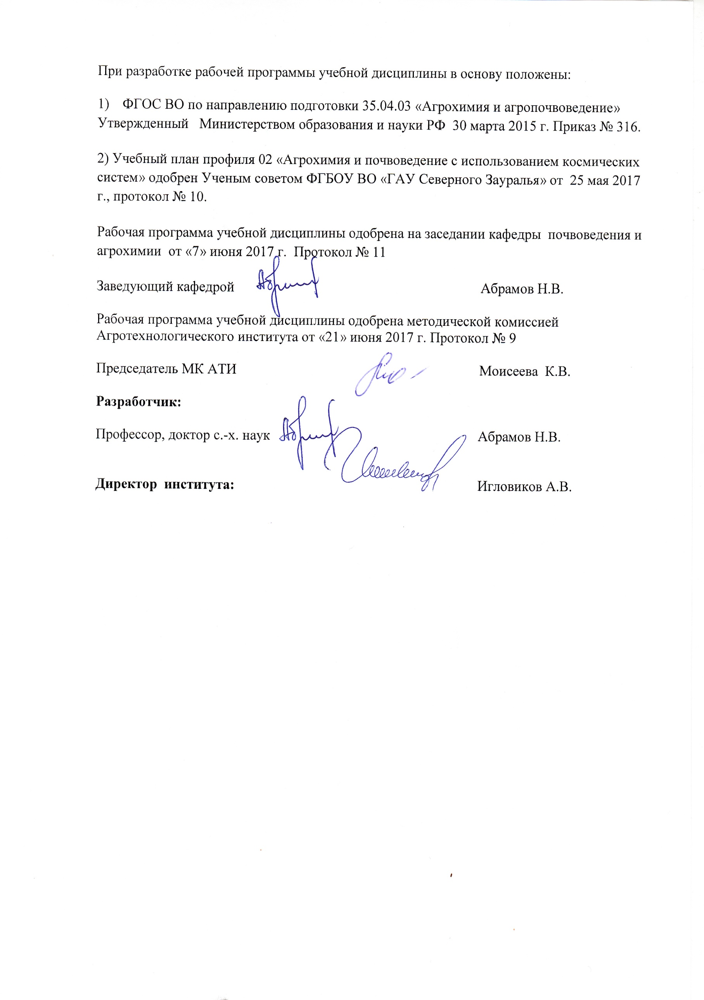 При разработке рабочей программы учебной дисциплины в основу положены:
1) ФГОС ВО по направлению подготовки 35.04.03 «Агрохимия и агропочвоведение»
Утвержденный Министерством образования и науки РФ 30 марта 2015 г. Приказ № 316.
2) Учебный план профиля 02 «Агрохимия и почвоведение с использованием космических
систем» одобрен Ученым советом ФГБОУ ВО «ГАУ Северного Зауралья» от 25 мая 2017
г., протокол № 10.
Рабочая программа учебной дисциплины одобрена на заседании кафедры почвоведения и
агрохимии от «7» июня 2017 г. Протокол № 11
Заведующий кафедрой Абрамов Н.В.
Рабочая программа учебной дисциплины одобрена методической комиссией
Агротехнологического института от «21» июня 2017 г. Протокол № 9
Председатель МК АТИ Моисеева К.В.
Разработчик:
Профессор, доктор с.-х. наук Абрамов Н.В.
Директор института: Игловиков А.В.